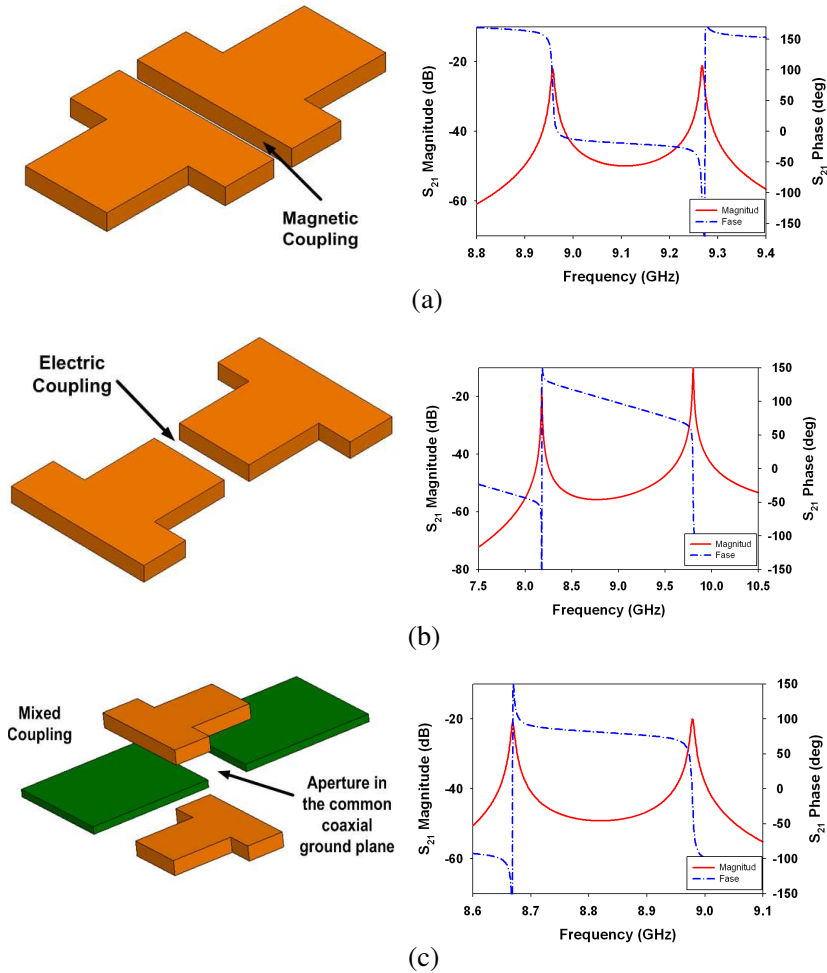 Magnetic
Coupling
S21 Magnitude (dB)
-20
-40
-60
150
100
50
0
-50
-100
-150
S21 Phase (deg)
Magnitud
Fase
8.8 8.9 9.0 9.1 9.2 9.3 9.4
Frequency (GHz)
(a)
Electric
Coupling
S21 Magnitude (dB)
-20
-40
-60
-80
150
100
50
0
-50
-100
-150
S21 Phase (deg)
Magnitud
Fase
7.5 8.0 8.5 9.0 9.5 10.0 10.5
Frequency (GHz)
(b)
Mixed
Coupling
Aperture in
the common
coaxial
ground plane
S21 Magnitude (dB)
-20
-40
-60
150
100
50
0
-50
-100
-150
S21 Phase (deg)
Magnitud
Fase
8.6 8.7 8.8 8.9 9.0 9.1
Frequency (GHz)
(c)